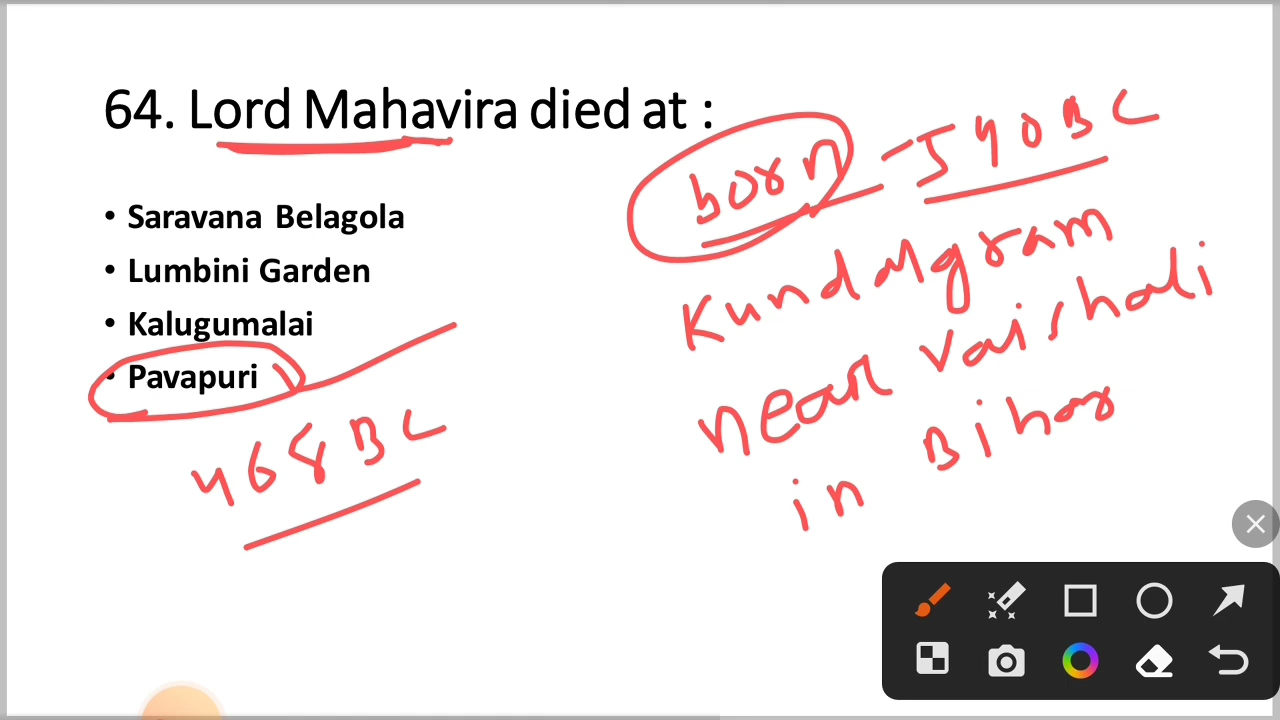 64. Lord Mahavira died at :
born - 540 BC
• Saravana Belagola
• Lumbini Garden
• Kalugumalai
• Pavapuri
468 BC
Kundagram
near Vaishali
in Bihar